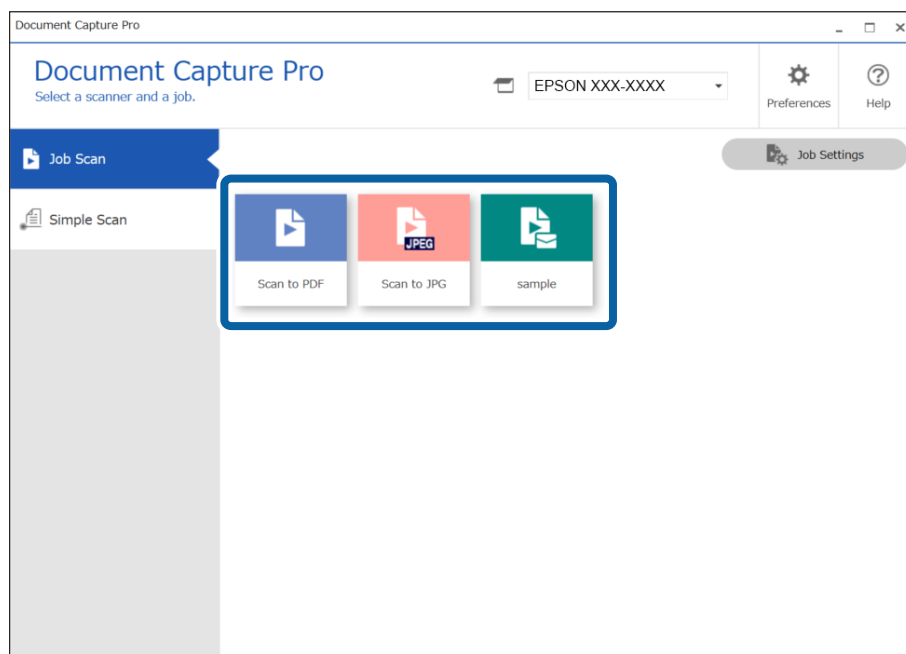 Document Capture Pro
Document Capture Pro
Select a scanner and a job.
EPSON XXX-XXXX
Preferences
Help
Job Scan
Job Settings
Simple Scan
JPEG
Scan to PDF
Scan to JPG
sample